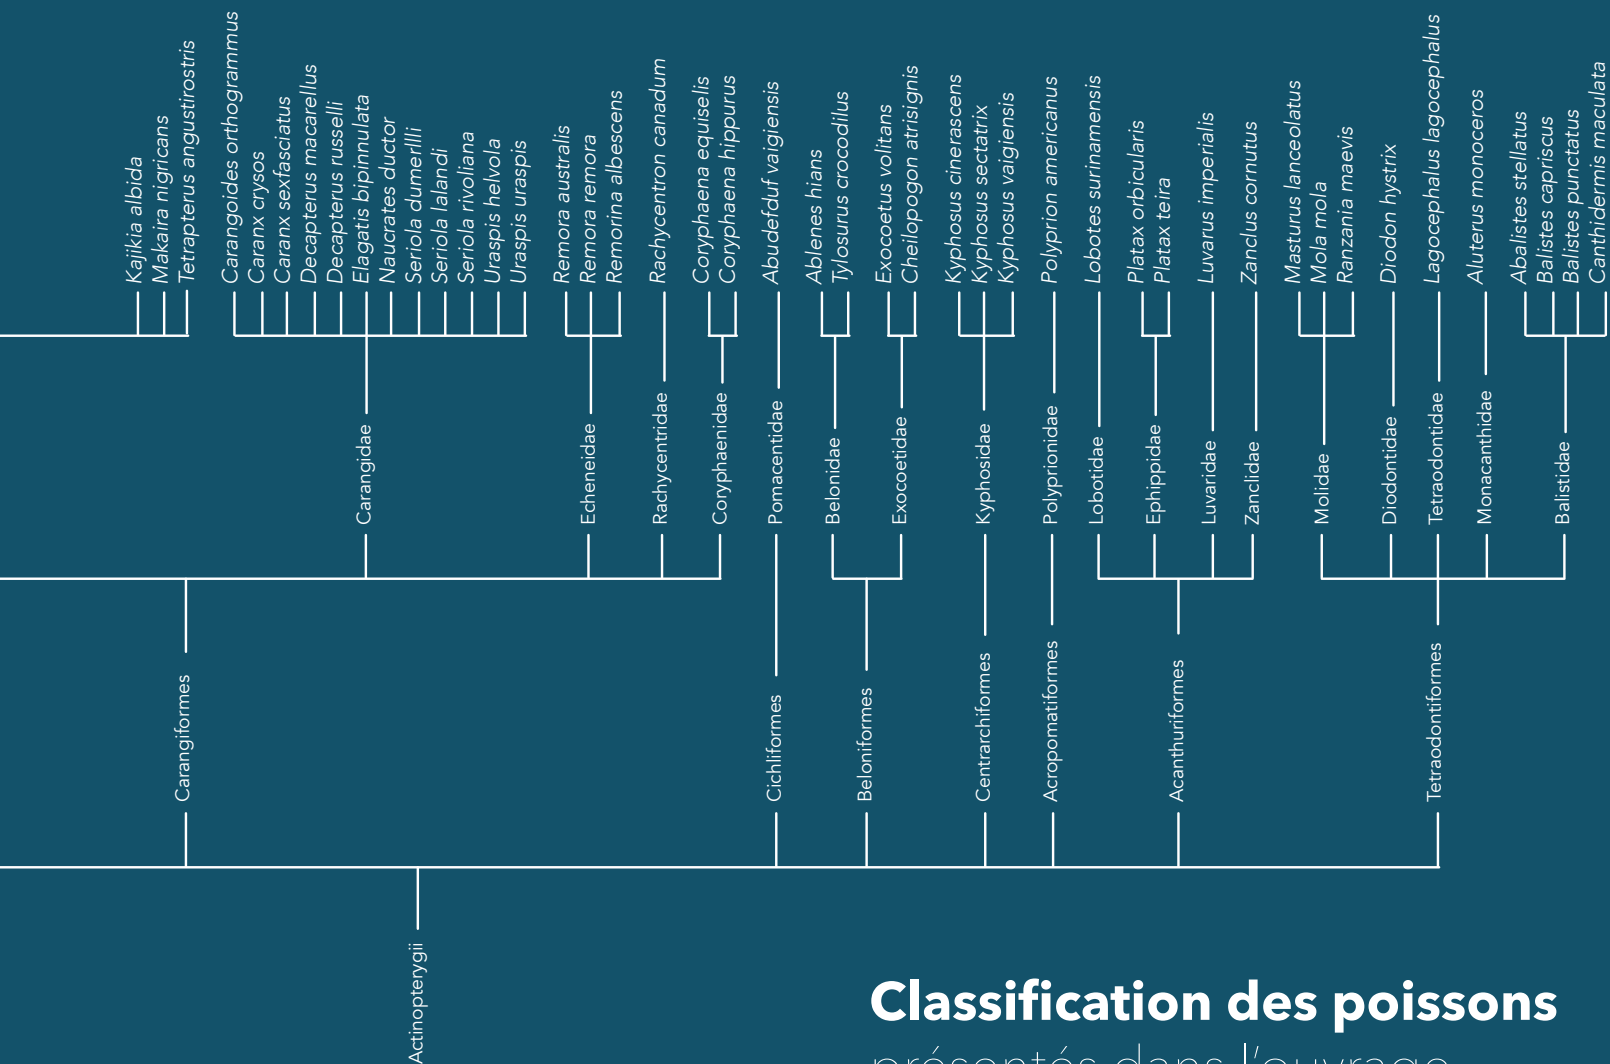 Kajikia albida
Makaira nigricans
Tetrapterus angustirostris
Carangoides orthogrammus
Caranx crysos
Caranx sexfasciatus
Decapterus macarellus
Decapterus russelli
Elagatis bipinnulata
Naucrates ductor
Seriola dumerilli
Seriola lalandi
Seriola rivoliana
Uraspis helvola
Uraspis uraspis
Remora australis
Remora remora
Remorina albescens
Rachycentron canadum
Coryphaena equiselis
Coryphaena hippurus
Abudefduf vaigiensis
Ablenes hians
Tylosurus crocodilus
Exocoetus volitans
Cheilopogon atrisignis
Kyphosus cinerascens
Kyphosus sectatrix
Kyphosus vaigiensis
Polyprion americanus
Lobotes surinamensis
Platax orbicularis
Platax teira
Luvarus imperialis
Zanclus cornutus
Masturus lanceolatus
Mola mola
Ranzania maevis
Diodon hystrix
Lagocephalus lagocephalus
Aluterus monoceros
Abalistes stellatus
Balistes capriscus
Balistes punctatus
Canthidermis maculata
Carangidae
Echeneidae
Rachycentridae
Coryphaenidae
Pomacentidae
Belonidae
Exocoetidae
Kyphosidae
Polyprionidae
Lobotidae
Ephippidae
Luvaridae
Zanclidae
Molidae
Diodontidae
Tetraodontidae
Monacanthidae
Balistidae
Carangiformes
Cichliformes
Beloniformes
Centrarchiformes
Acropomatiformes
Acanthuriformes
Tetraodontiformes
Actinopterygii
Classification des poissons
présentés dans l'ouvrage